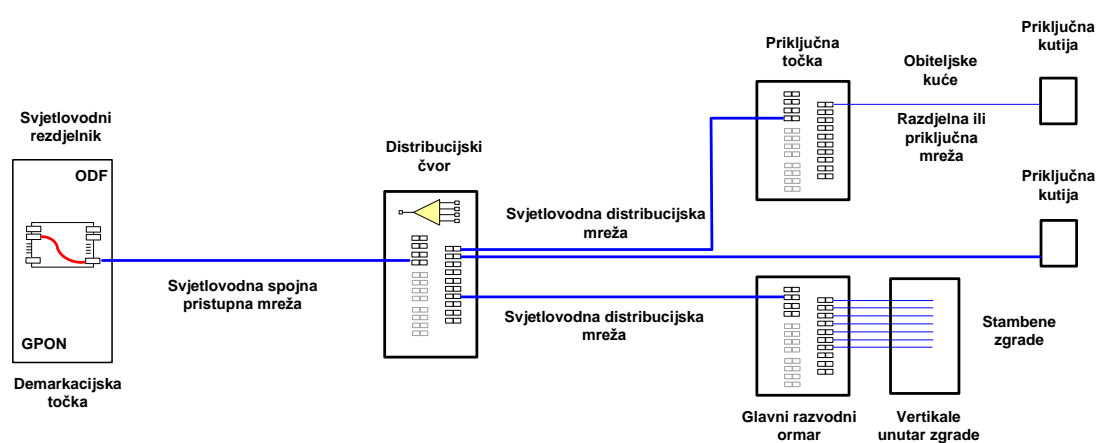 Svjetlovodni
rezdjelnik
ODF
GPON
Demarkacijska
točka
Svjetlovodna spojna
pristupna mreža
Distribucijski
čvor
Svjetlovodna distribucijska
mreža
Svjetlovodna distribucijska
mreža
Priključna
točka
Obiteljske
kuće
Razdjelna ili
priključna
mreža
Priključna
kutija
Priključna
kutija
Stambene
zgrade
Glavni razvodni
ormar
Vertikale
unutar zgrade